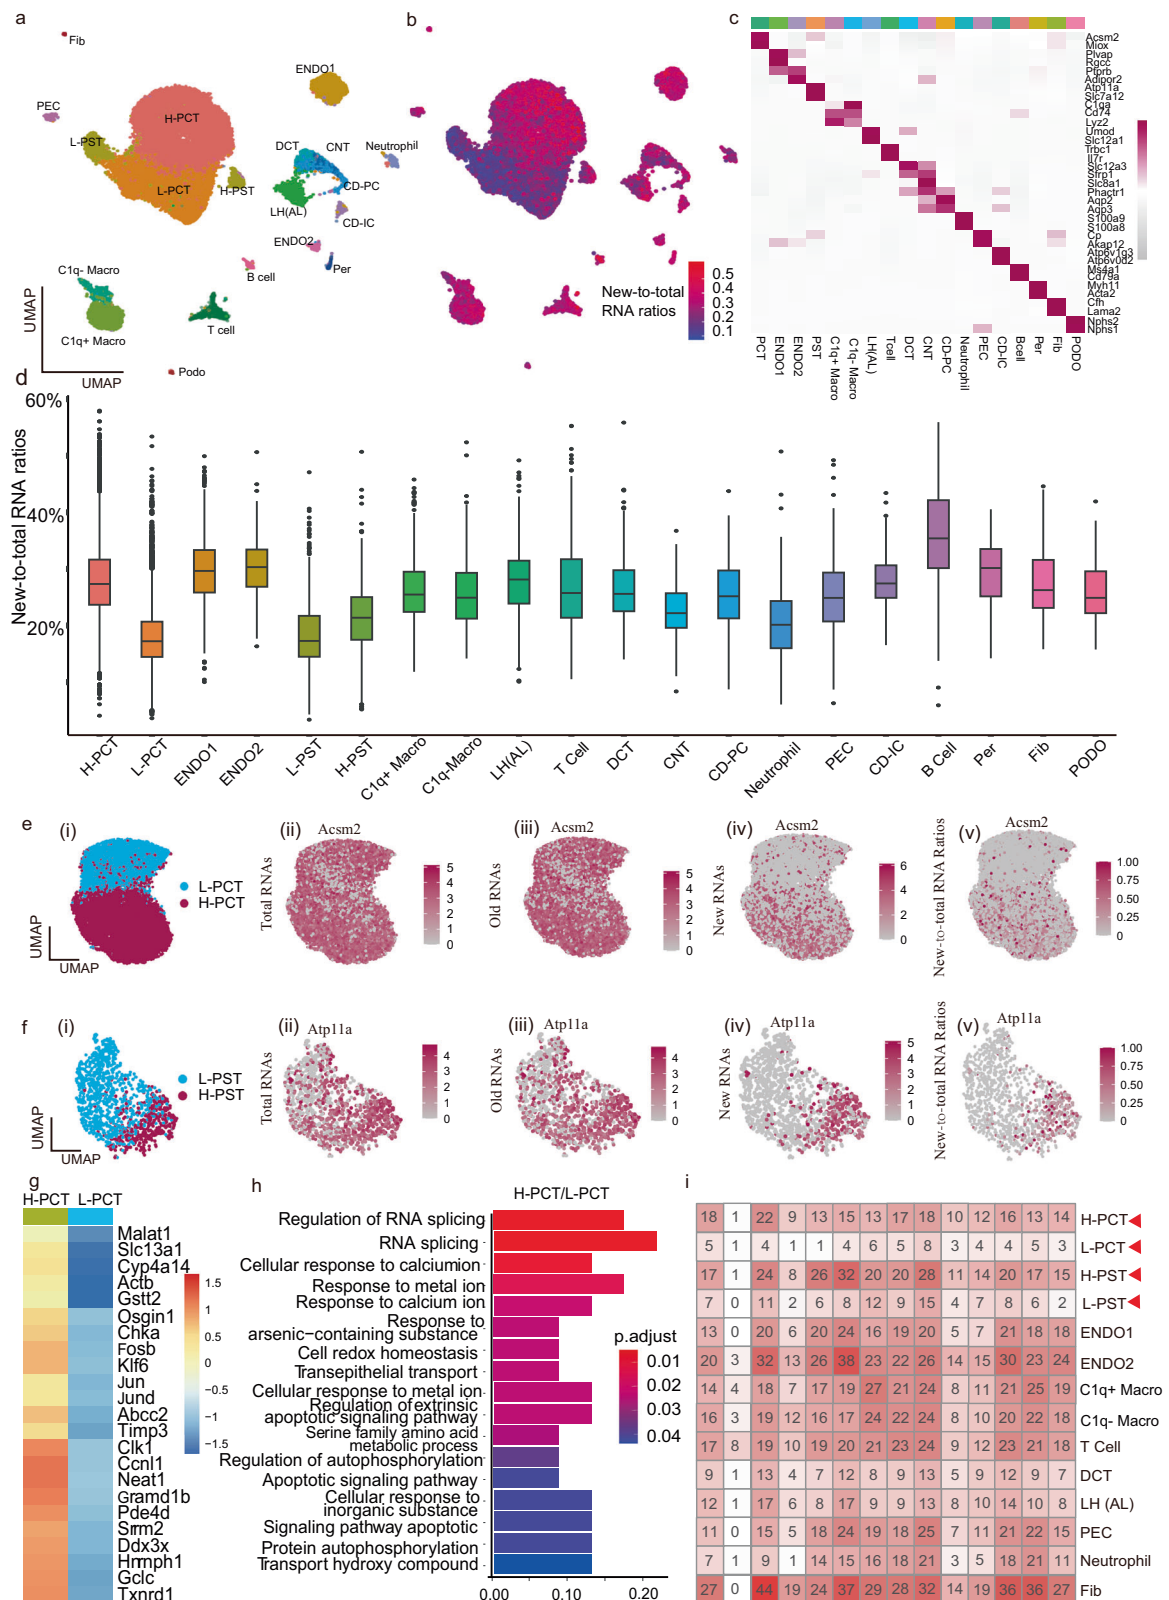 a
Fib
PEC
H-PCT
L-PST
L-PCT
H-PST
ENDO1
DCT
CNT
Neutrophil
CD-PC
LH(AL)
CD-IC
ENDO2
Per
B cell
C1q- Macro
C1q+ Macro
T cell
Podo
UMAP
UMAP
b
New-to-total
RNA ratios
0.5
0.4
0.3
0.2
0.1
c
Acsm2
Miox
Plvap
Rgcc
Ptprb
Adipor2
Atp11a
Slc7a12
C1qa
Cd74
Lyz2
Umod
Slc12a1
Trbc1
Il7r
Slc12a3
Sfrp1
Slc8a1
Phactr1
Aqp2
Aqp3
S100a9
S100a8
Cp
Akap12
Atp6v1g3
Atp6v0d2
Ms4a1
Cd79a
Myh11
Acta2
Cfh
Lama2
Nphs2
Nphs1
PCT
ENDO1
ENDO2
PST
C1q+ Macro
C1q- Macro
LH(AL)
Tcell
DCT
CNT
CD-PC
Neutrophil
PEC
CD-IC
Bcell
Per
Fib
PODO
d
New-to-total RNA ratios
60%
40%
20%
H-PCT
L-PCT
ENDO1
ENDO2
L-PST
H-PST
C1q+ Macro
C1q-Macro
LH(AL)
T Cell
DCT
CNT
CD-PC
Neutrophil
PEC
CD-IC
B Cell
Per
Fib
PODO
e
(i)
L-PCT
H-PCT
UMAP
UMAP
(ii)
Acsm2
Total RNAs
5
4
3
2
1
0
(iii)
Acsm2
Old RNAs
5
4
3
2
1
0
(iv)
Acsm2
New RNAs
6
4
2
0
(v)
Acsm2
New-to-total RNA Ratios
1.00
0.75
0.50
0.25
0
f
(i)
L-PST
H-PST
UMAP
UMAP
(ii)
Atp11a
Total RNAs
4
3
2
1
0
(iii)
Atp11a
Old RNAs
4
3
2
1
0
(iv)
Atp11a
New RNAs
5
4
3
2
1
0
(v)
Atp11a
New-to-total RNA Ratios
1.00
0.75
0.50
0.25
0
g
H-PCT L-PCT
Malat1
Slc13a1
Cyp4a14
Actb
Gstt2
Osgin1
Chka
Fosb
Klf6
Jun
Jund
Abcc2
Timp3
Clk1
Ccnl1
Neat1
Gramd1b
Pde4d
Srrm2
Ddx3x
Hnrnph1
Gclc
Txnrd1
1.5
1.0
0.5
0
−0.5
−1
−1.5
h
H-PCT/L-PCT
Regulation of RNA splicing
RNA splicing
Cellular response to calciumion
Response to metal ion
Response to calcium ion
Response to
arsenic−containing substance
Cell redox homeostasis
Transepithelial transport
Cellular response to metal ion
Regulation of extrinsic
apoptotic signaling pathway
Serine family amino acid
metabolic process
Regulation of autophosphorylation
Apoptotic signaling pathway
Cellular response to
inorganic substance
Signaling pathway apoptotic
Protein autophosphorylation
Transport hydroxy compound
0.00
0.10
0.20
p.adjust
0.01
0.02
0.03
0.04
i
18 1 22 9 13 15 13 17 18 10 12 16 13 14 H-PCT
5 1 4 1 1 4 6 5 8 3 4 4 5 3 L-PCT
17 1 24 8 26 32 20 20 28 11 14 20 17 15 H-PST
7 0 11 2 6 8 12 9 15 4 7 8 6 2 L-PST
13 0 20 6 20 24 16 19 20 5 7 21 18 18 ENDO1
20 3 32 13 26 38 23 22 26 14 15 30 23 24 ENDO2
14 4 18 7 17 19 27 21 24 8 11 21 25 19 C1q+ Macro
16 3 19 12 16 17 24 22 24 8 10 20 22 18 C1q- Macro
17 8 19 10 19 20 21 23 24 9 12 23 21 18 T Cell
9 1 13 4 7 12 8 9 13 5 9 12 9 7 DCT
12 1 17 6 8 17 9 9 13 8 10 14 10 8 LH (AL)
11 0 15 5 18 24 19 18 25 7 11 21 22 15 PEC
7 1 9 1 14 15 16 18 21 3 5 18 21 11 Neutrophil
27 0 44 19 24 37 29 28 32 14 19 36 36 27 Fib